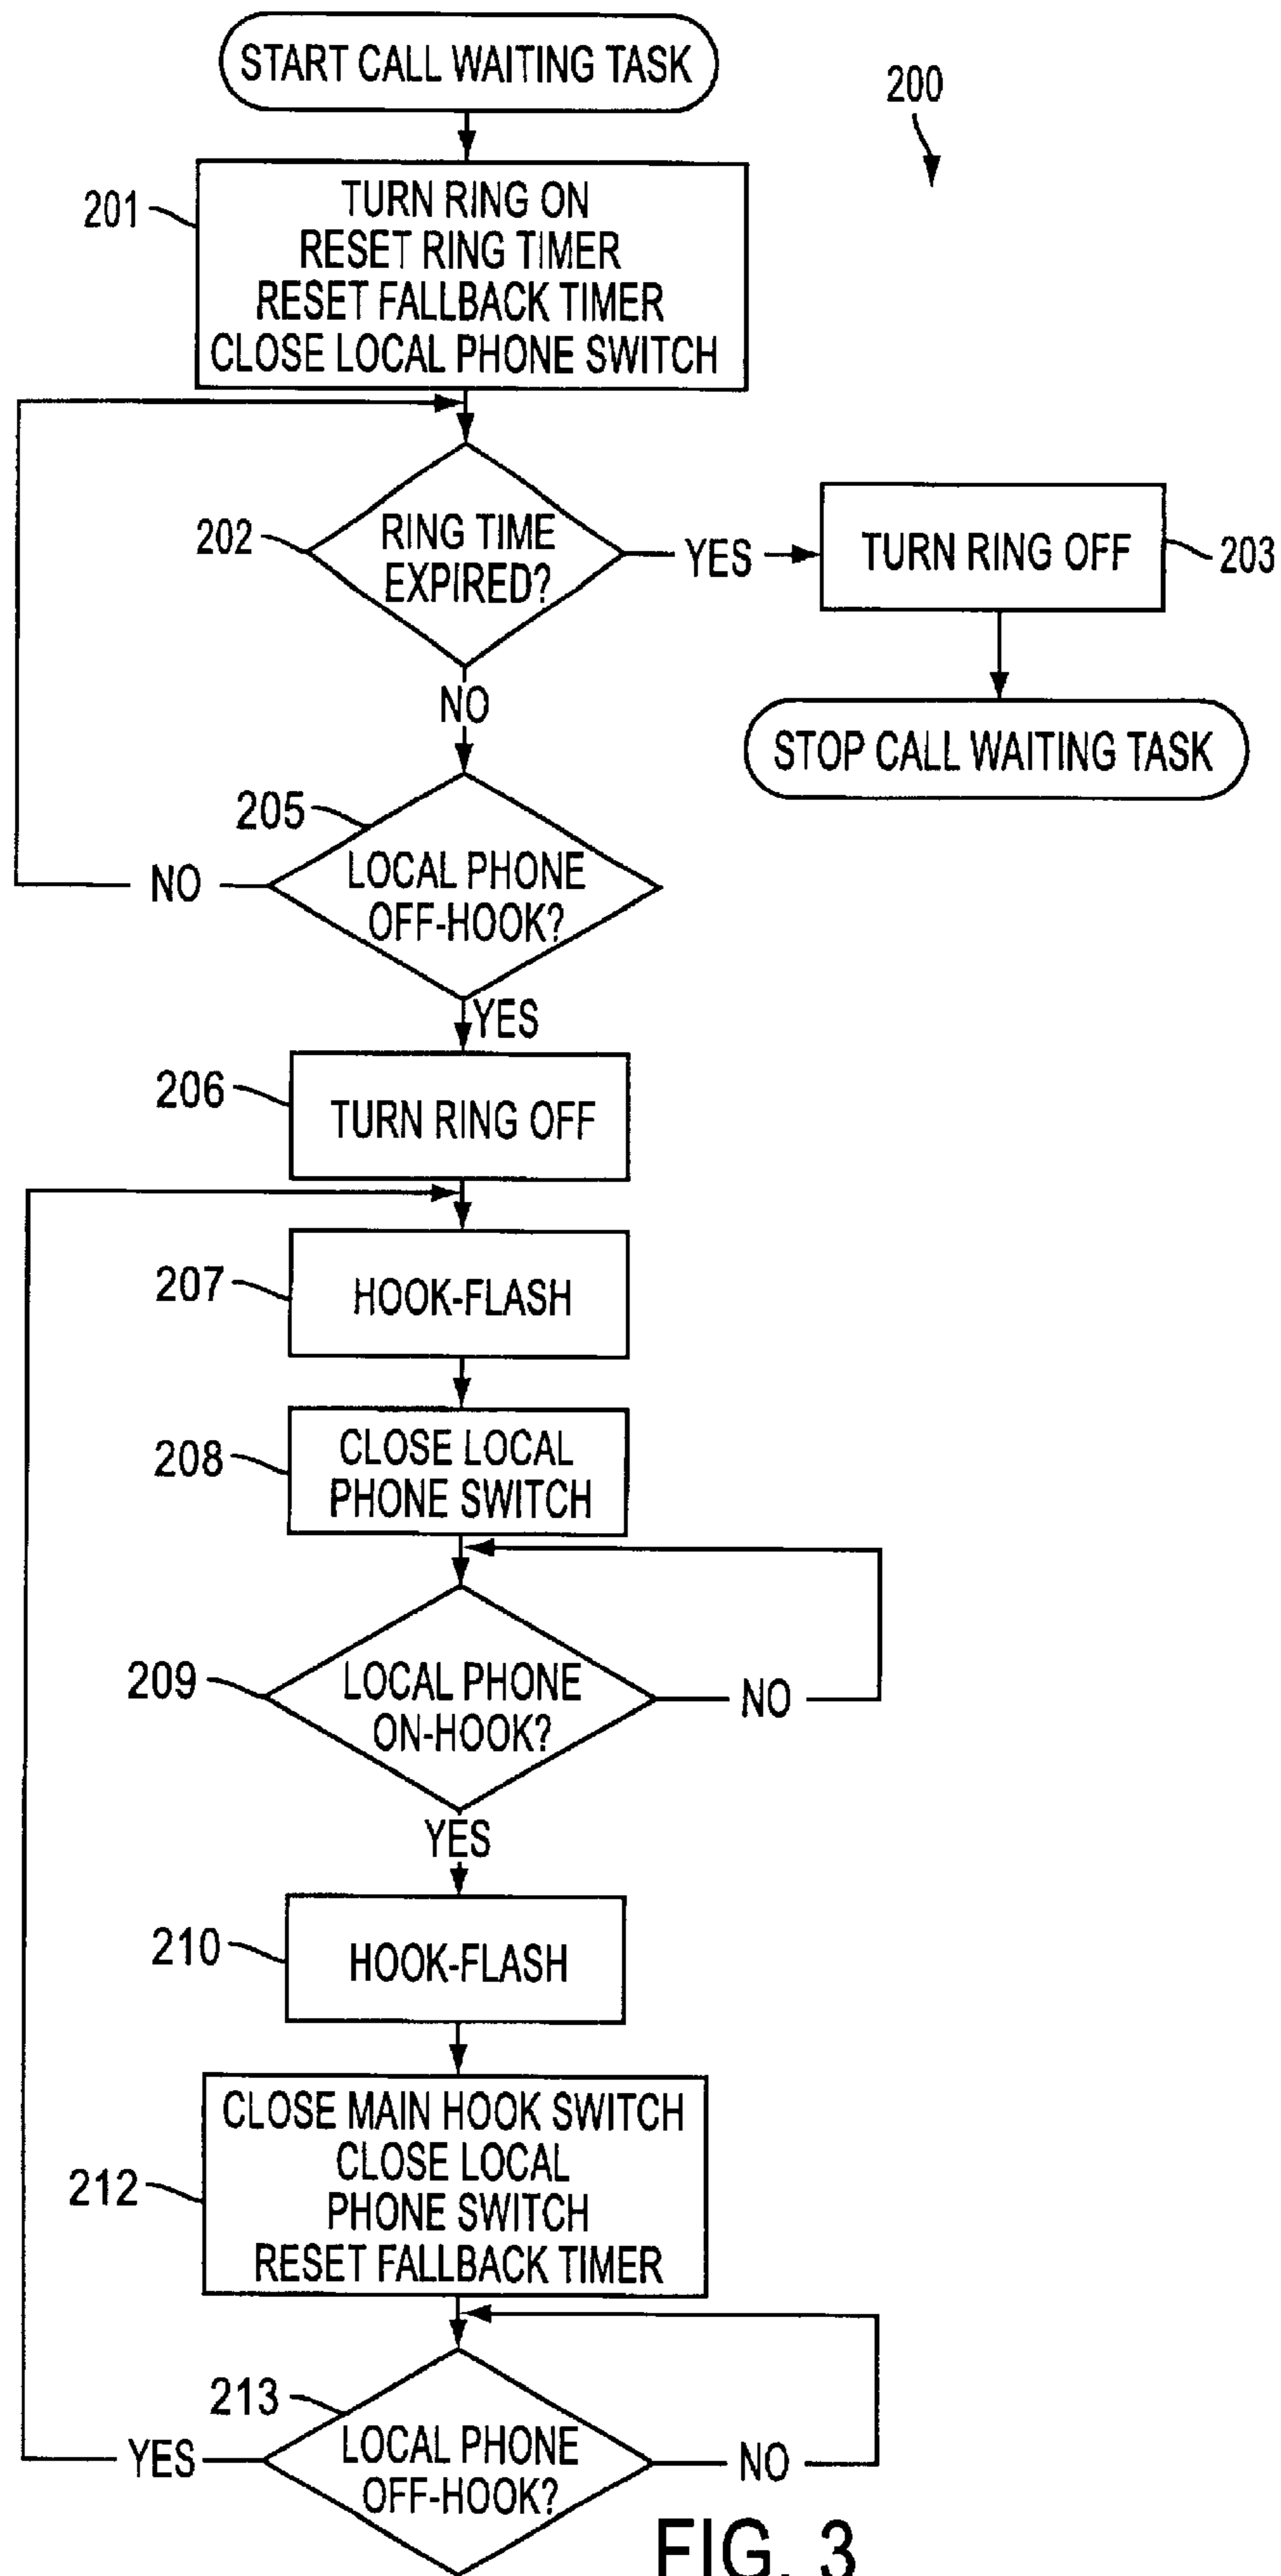 START CALL WAITING TASK
200
201
TURN RING ON
RESET RING TIMER
RESET FALLBACK TIMER
CLOSE LOCAL PHONE SWITCH
202
RING TIME
EXPIRED?
YES
TURN RING OFF
203
NO
STOP CALL WAITING TASK
205
LOCAL PHONE
OFF-HOOK?
NO
YES
206
TURN RING OFF
207
HOOK-FLASH
208
CLOSE LOCAL
PHONE SWITCH
209
LOCAL PHONE
ON-HOOK?
NO
YES
210
HOOK-FLASH
212
CLOSE MAIN HOOK SWITCH
CLOSE LOCAL
PHONE SWITCH
RESET FALLBACK TIMER
213
LOCAL PHONE
OFF-HOOK?
YES
NO
FIG. 3